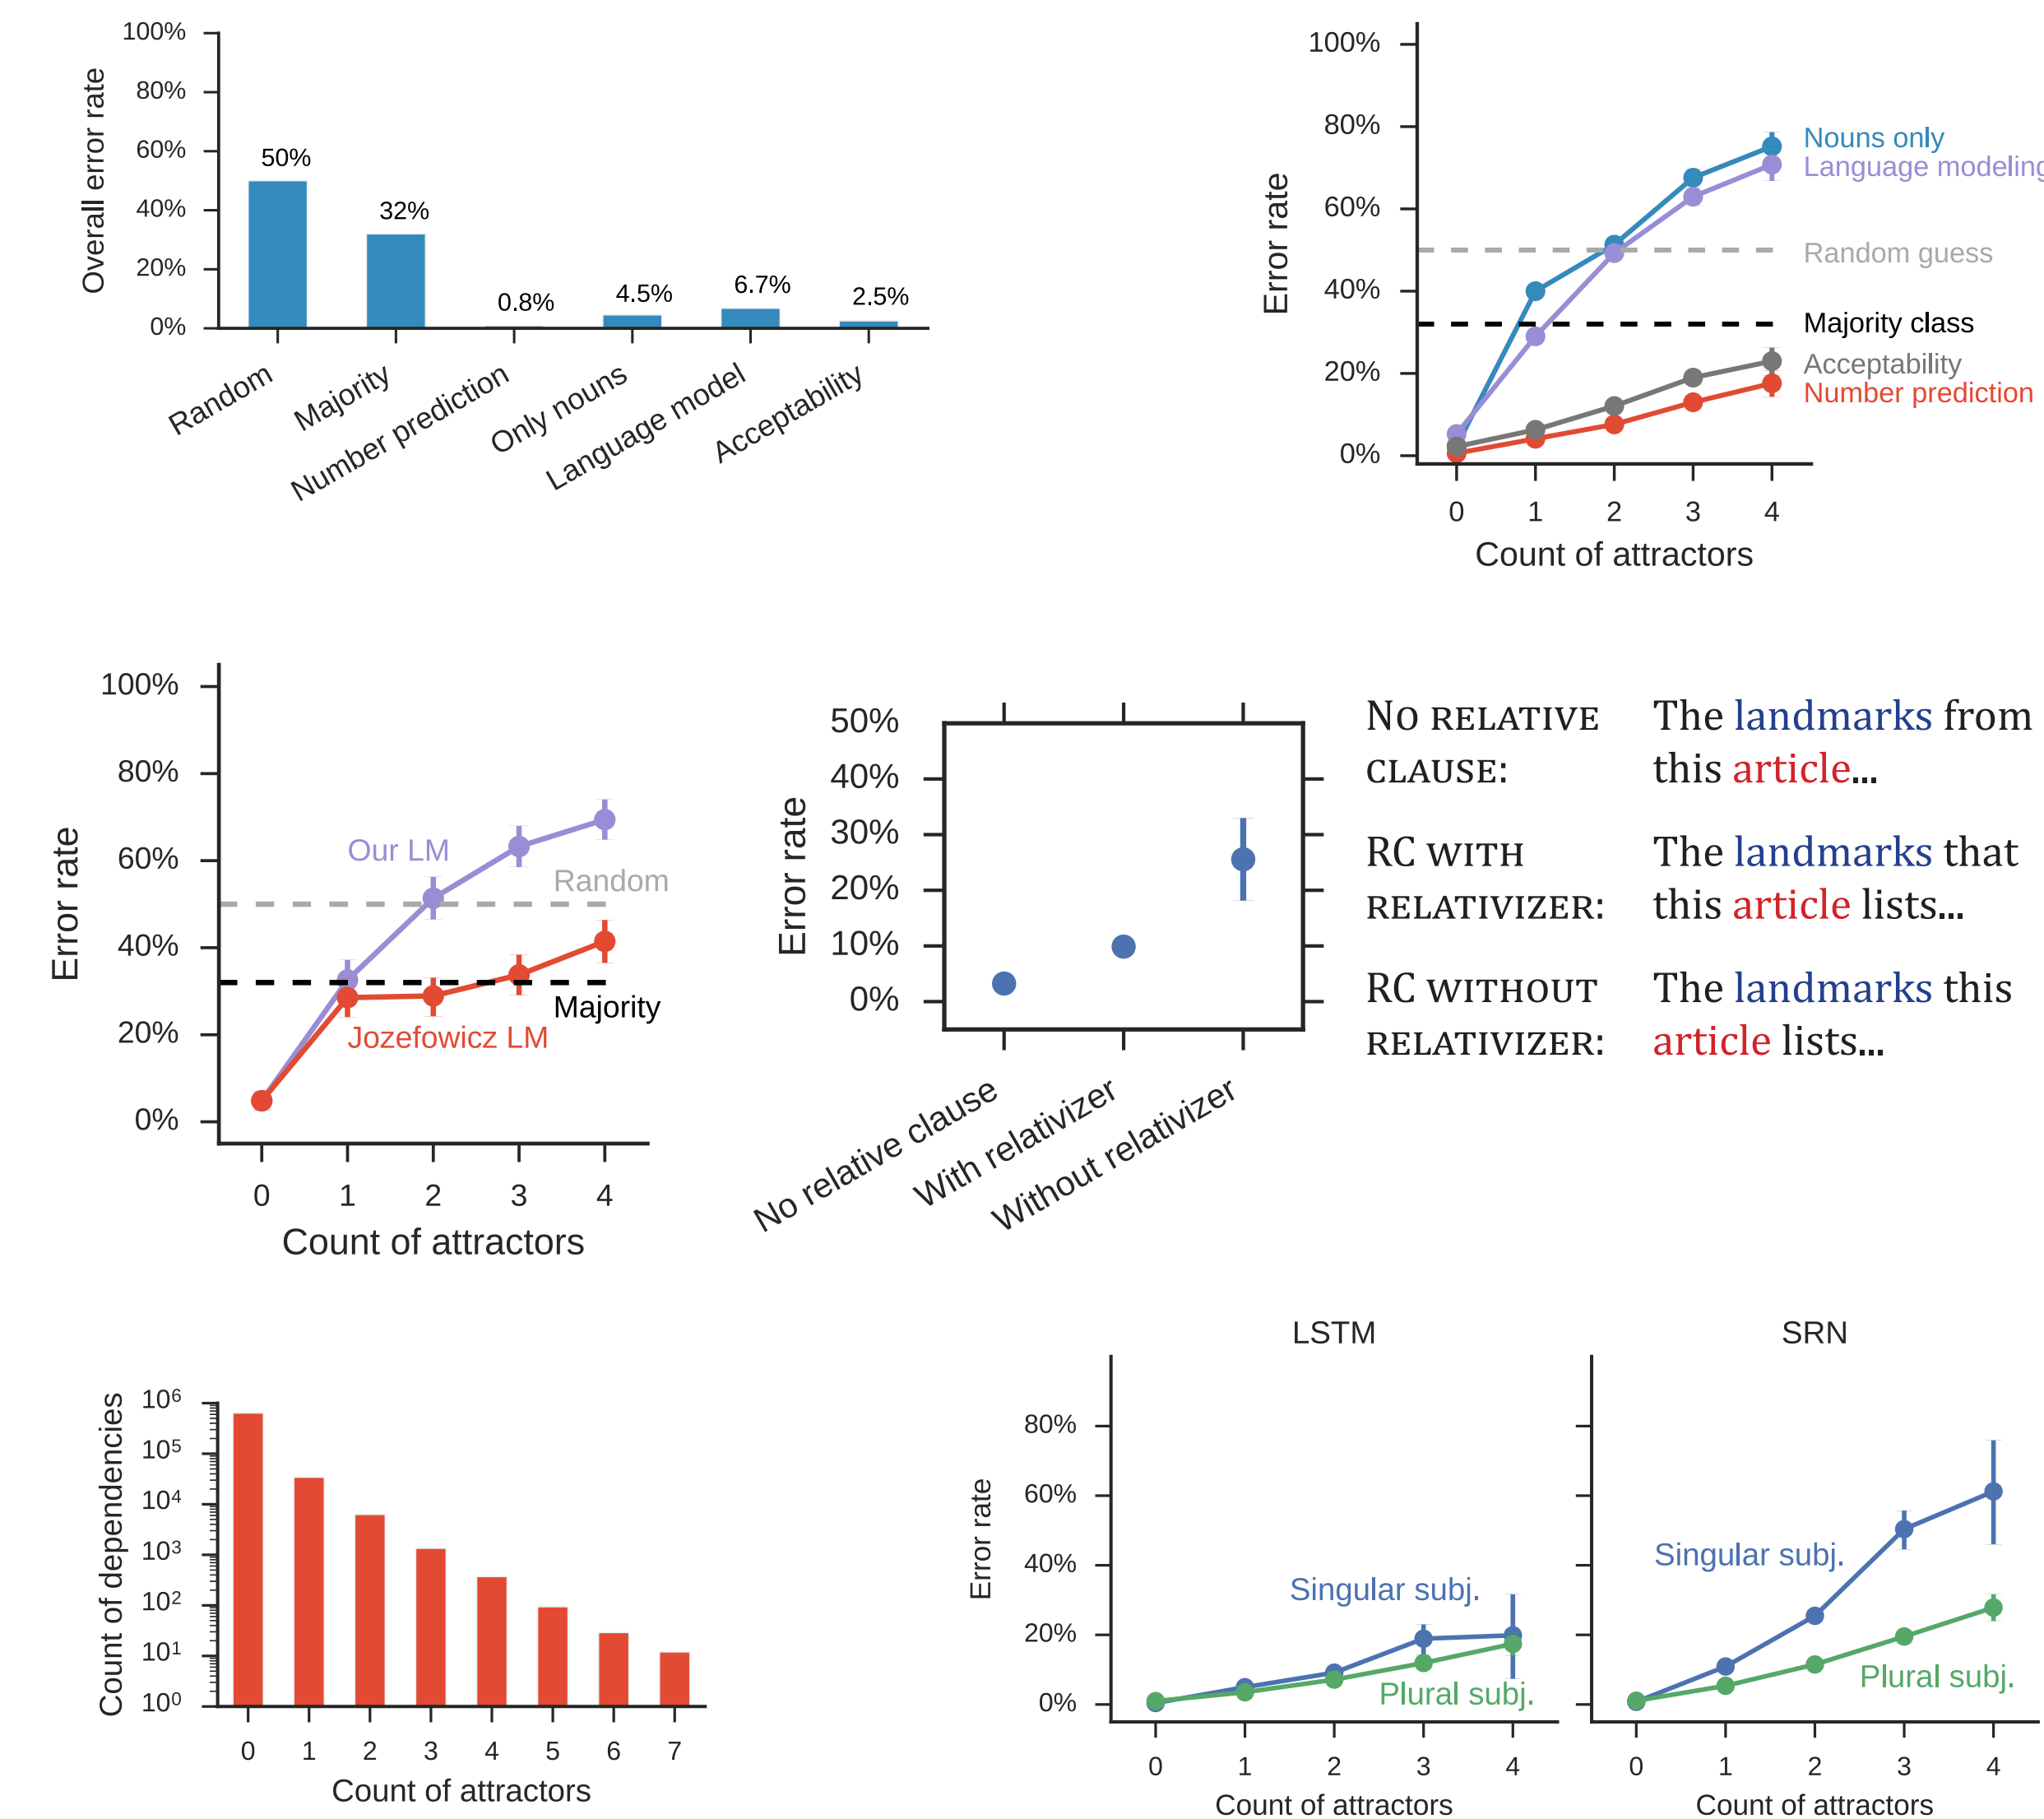 100%
80%
60%
40%
20%
0%
Overall error rate
50%
32%
0.8%
4.5%
6.7%
2.5%
Random
Majority
Number prediction
Only nouns
Language model
Acceptability
100%
80%
60%
40%
20%
0%
Error rate
Nouns only
Language modeling
Random guess
Majority class
Acceptability
Number prediction
0 1 2 3 4
Count of attractors
100%
80%
60%
40%
20%
0%
Error rate
Our LM
Random
Majority
Jozefowicz LM
0 1 2 3 4
Count of attractors
50%
40%
30%
20%
10%
0%
Error rate
No relative clause
With relativizer
Without relativizer
NO RELATIVE
CLAUSE:
The landmarks from
this article...
RC WITH
RELATIVIZER:
The landmarks that
this article lists...
RC WITHOUT
RELATIVIZER:
The landmarks this
article lists...
10⁶
10⁵
10⁴
10³
10²
10¹
10⁰
Count of dependencies
0 1 2 3 4 5 6 7
Count of attractors
LSTM
80%
60%
40%
20%
0%
Error rate
Singular subj.
Plural subj.
0 1 2 3 4
Count of attractors
SRN
Singular subj.
Plural subj.
0 1 2 3 4
Count of attractors